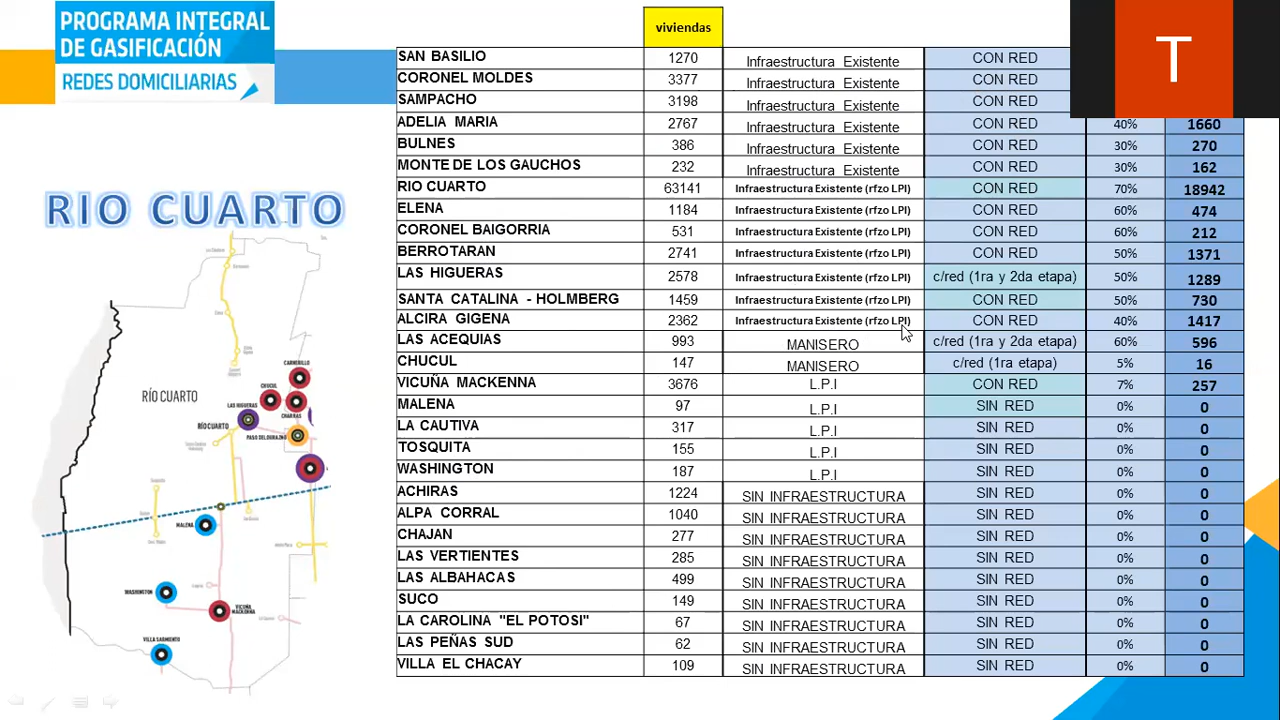 PROGRAMA INTEGRAL
DE GASIFICACIÓN
REDES DOMICILIARIAS
RIO CUARTO
viviendas
SAN BASILIO 1270 Infraestructura Existente CON RED
CORONEL MOLDES 3377 Infraestructura Existente CON RED
SAMPACHO 3198 Infraestructura Existente CON RED
ADELIA MARIA 2767 Infraestructura Existente CON RED 40% 1660
BULNES 386 Infraestructura Existente CON RED 30% 270
MONTE DE LOS GAUCHOS 232 Infraestructura Existente CON RED 30% 162
RIO CUARTO 63141 Infraestructura Existente (rfzo LPI) CON RED 70% 18942
ELENA 1184 Infraestructura Existente (rfzo LPI) CON RED 60% 474
CORONEL BAIGORRIA 531 Infraestructura Existente (rfzo LPI) CON RED 60% 212
BERROTARAN 2741 Infraestructura Existente (rfzo LPI) CON RED 50% 1371
LAS HIGUERAS 2578 Infraestructura Existente (rfzo LPI) c/red (1ra y 2da etapa) 50% 1289
SANTA CATALINA - HOLMBERG 1459 Infraestructura Existente (rfzo LPI) CON RED 50% 730
ALCIRA GIGENA 2362 Infraestructura Existente (rfzo LPI) CON RED 40% 1417
LAS ACEQUIAS 993 MANISERO c/red (1ra y 2da etapa) 60% 596
CHUCUL 147 MANISERO c/red (1ra etapa) 5% 16
VICUÑA MACKENNA 3676 L.P.I CON RED 7% 257
MALENA 97 L.P.I SIN RED 0% 0
LA CAUTIVA 317 L.P.I SIN RED 0% 0
TOSQUITA 155 L.P.I SIN RED 0% 0
WASHINGTON 187 L.P.I SIN RED 0% 0
ACHIRAS 1224 SIN INFRAESTRUCTURA SIN RED 0% 0
ALPA CORRAL 1040 SIN INFRAESTRUCTURA SIN RED 0% 0
CHAJAN 277 SIN INFRAESTRUCTURA SIN RED 0% 0
LAS VERTIENTES 285 SIN INFRAESTRUCTURA SIN RED 0% 0
LAS ALBAHACAS 499 SIN INFRAESTRUCTURA SIN RED 0% 0
SUCO 149 SIN INFRAESTRUCTURA SIN RED 0% 0
LA CAROLINA "EL POTOSI" 67 SIN INFRAESTRUCTURA SIN RED 0% 0
LAS PEÑAS SUD 62 SIN INFRAESTRUCTURA SIN RED 0% 0
VILLA EL CHACAY 109 SIN INFRAESTRUCTURA SIN RED 0% 0
T
CARNERILLO
CHUCUL
LAS HIGUERAS
CHARRAS
RÍO CUARTO
RÍO CUARTO
PASO DEL DURAZNO
MALENA
WASHINGTON
VICUÑA
MACKENNA
VILLA SARMIENTO